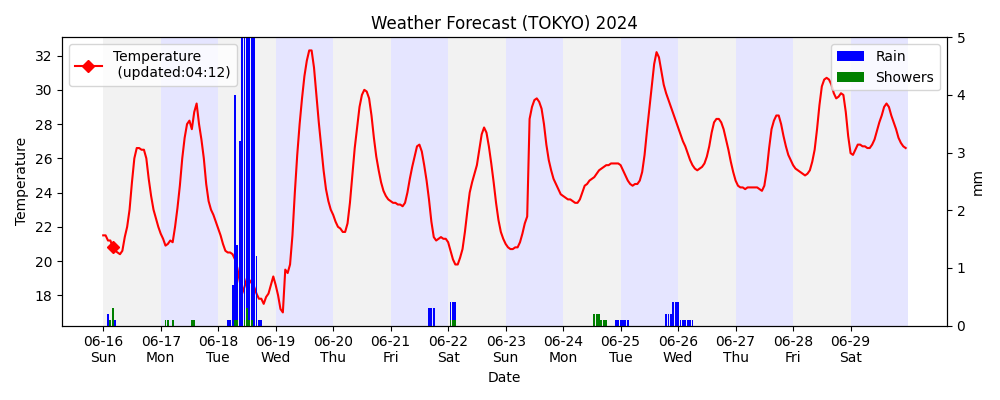 Weather Forecast (TOKYO) 2024
Temperature
(updated:04:12)
Rain
Showers
Temperature
32
30
28
26
24
22
20
18
5
4
3
2
1
0
mm
06-16 06-17 06-18 06-19 06-20 06-21 06-22 06-23 06-24 06-25 06-26 06-27 06-28 06-29
Sun Mon Tue Wed Thu Fri Sat Sun Mon Tue Wed Thu Fri Sat
Date